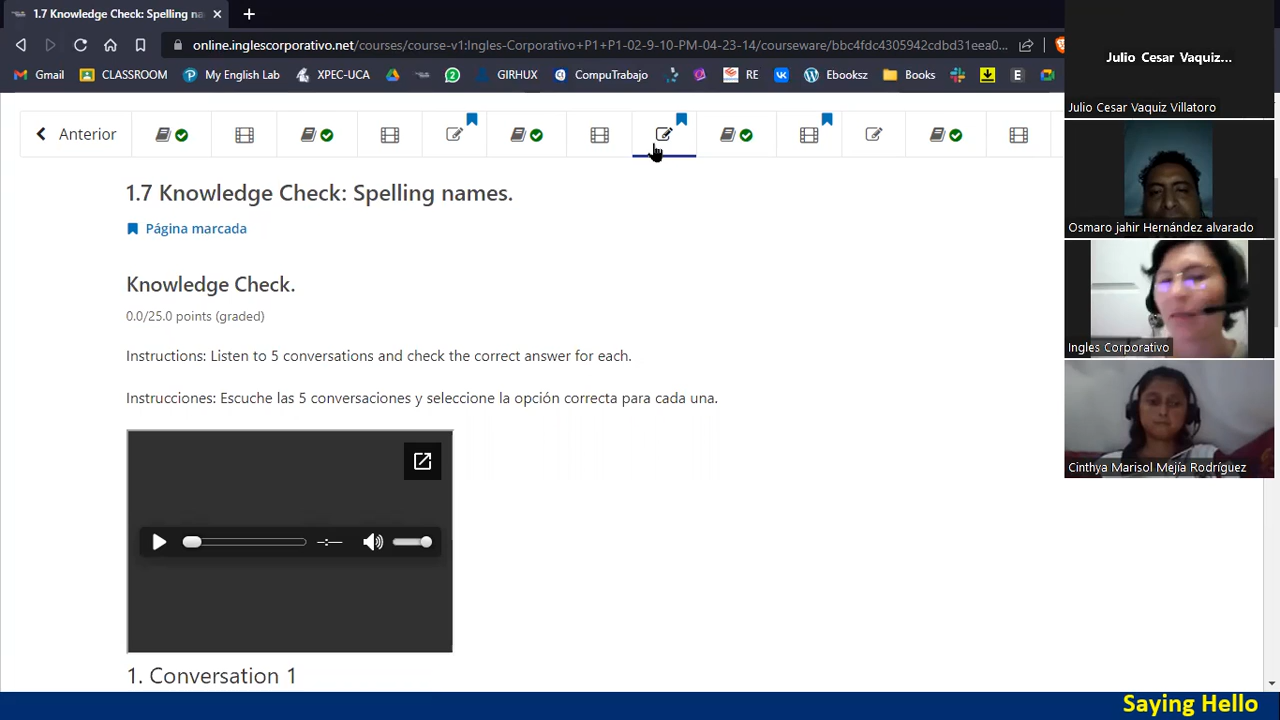 1.7 Knowledge Check: Spelling na
online.inglescorporativo.net/courses/course-v1:Ingles-Corporativo+P1+P1-02-9-10-PM-04-23-14/courseware/bbc4fdc4305942cdbd31eea0...
Gmail CLASSROOM My English Lab XPEC-UCA GIRHUX CompuTrabajo RE Ebooksz Books
Anterior
1.7 Knowledge Check: Spelling names.
Página marcada
Knowledge Check.
0.0/25.0 points (graded)
Instructions: Listen to 5 conversations and check the correct answer for each.
Instrucciones: Escuche las 5 conversaciones y seleccione la opción correcta para cada una.
-:--
1. Conversation 1
Julio Cesar Vaquiz...
Julio Cesar Vaquiz Villatoro
Osmaro jahir Hernández alvarado
Ingles Corporativo
Cinthya Marisol Mejía Rodríguez
Saying Hello